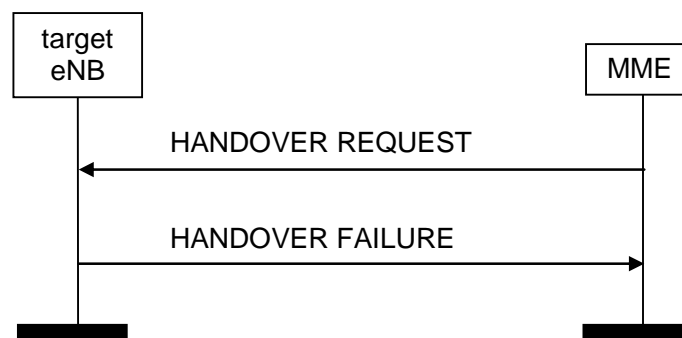 target
eNB
MME
HANDOVER REQUEST
HANDOVER FAILURE